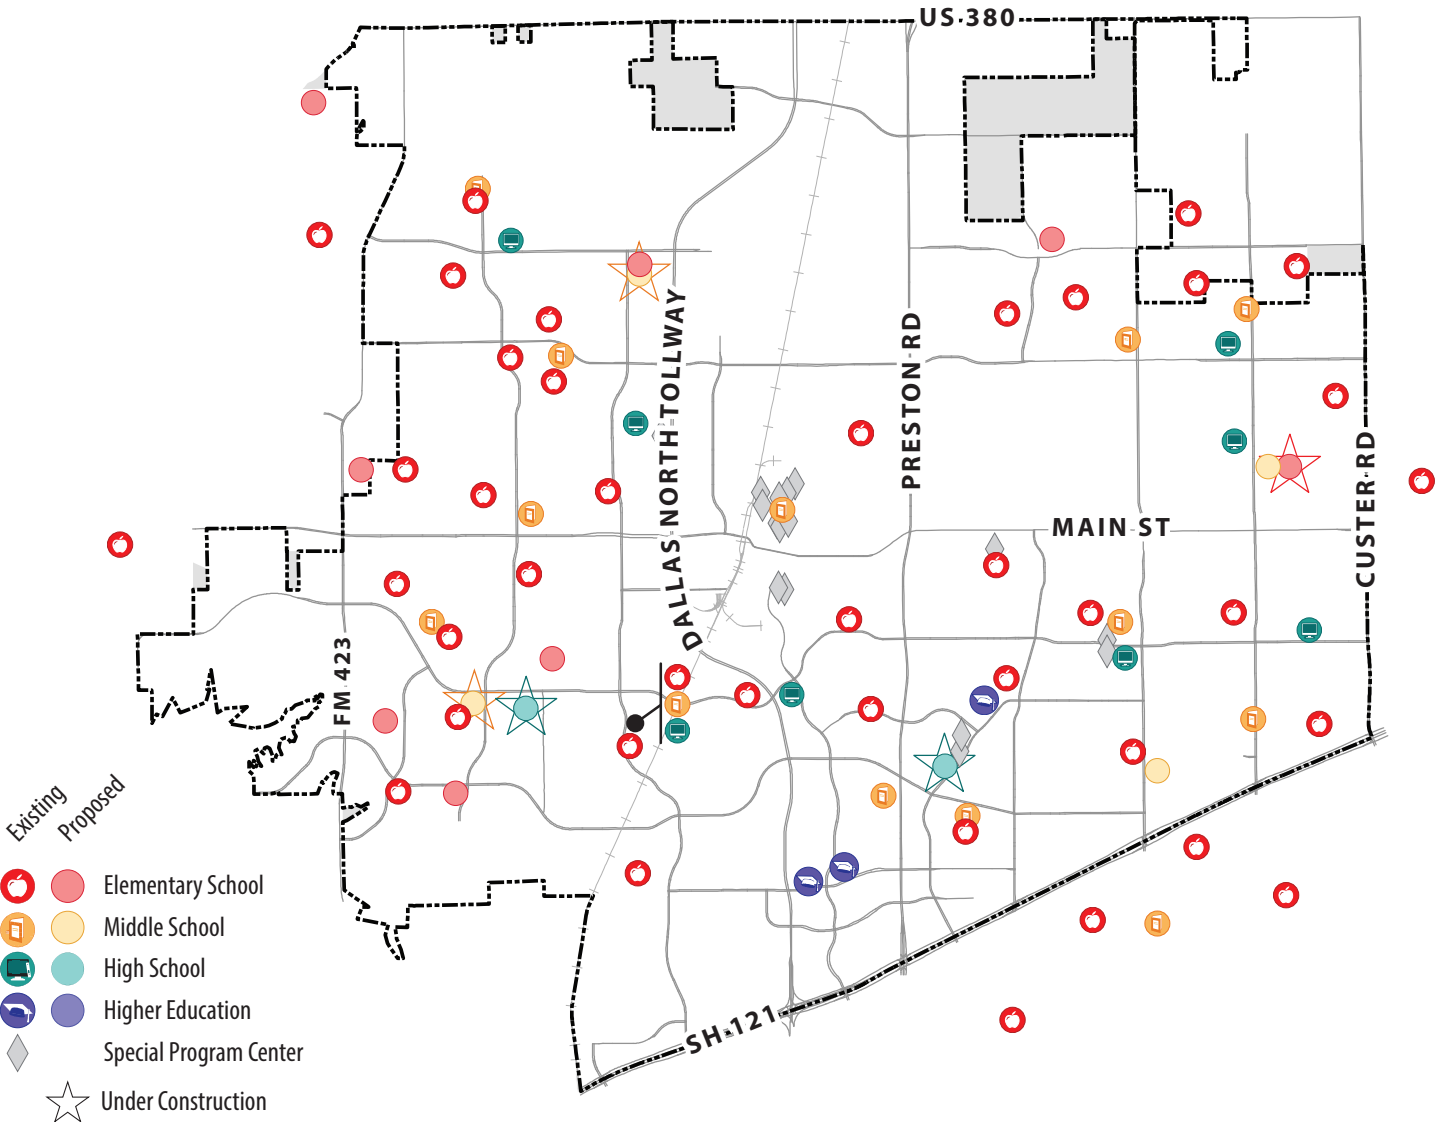 US 380
DALLAS NORTH TOLLWAY
PRESTON RD
MAIN ST
CUSTER RD
FM 423
SH-121
Existing
Proposed
Elementary School
Middle School
High School
Higher Education
Special Program Center
Under Construction